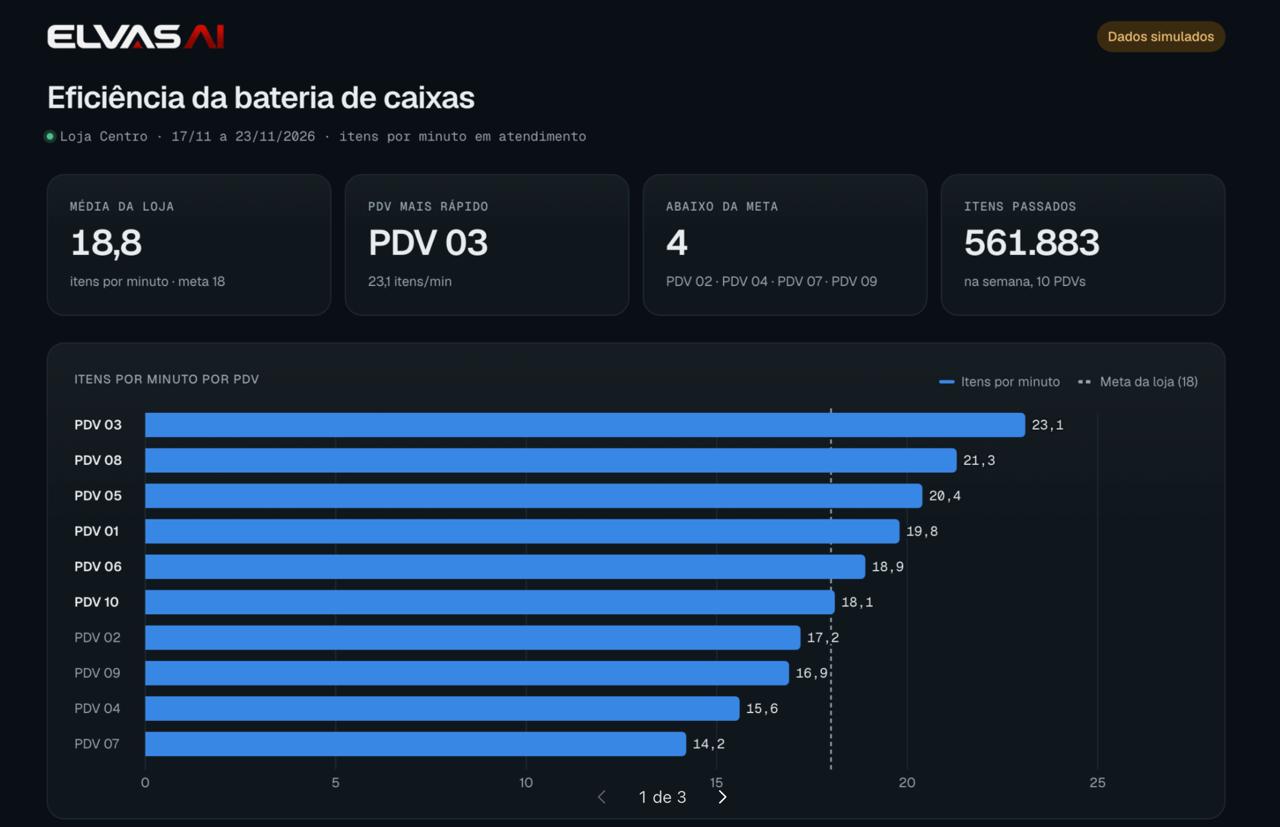 ELVAS AI
Dados simulados
Eficiência da bateria de caixas
Loja Centro · 17/11 a 23/11/2026 · itens por minuto em atendimento
MÉDIA DA LOJA
18,8
itens por minuto · meta 18
PDV MAIS RÁPIDO
PDV 03
23,1 itens/min
ABAIXO DA META
4
PDV 02 · PDV 04 · PDV 07 · PDV 09
ITENS PASSADOS
561.883
na semana, 10 PDVs
ITENS POR MINUTO POR PDV
Itens por minuto
Meta da loja (18)
PDV 03 23,1
PDV 08 21,3
PDV 05 20,4
PDV 01 19,8
PDV 06 18,9
PDV 10 18,1
PDV 02 17,2
PDV 09 16,9
PDV 04 15,6
PDV 07 14,2
0 5 10 15 20 25
1 de 3